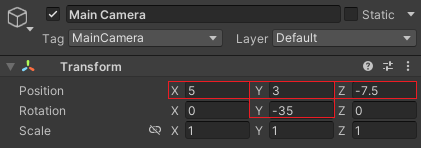 Main Camera Static
Tag MainCamera Layer Default
Transform
Position X 5 Y 3 Z -7.5
Rotation X 0 Y -35 Z 0
Scale X 1 Y 1 Z 1